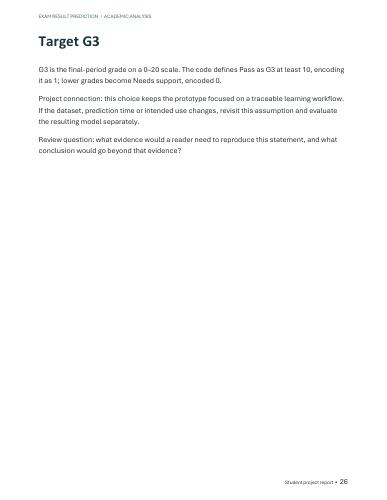 EXAM RESULT PREDICTION | ACADEMIC ANALYSIS
Target G3
G3 is the final-period grade on a 0–20 scale. The code defines Pass as G3 at least 10, encoding
it as 1; lower grades become Needs support, encoded 0.
Project connection: this choice keeps the prototype focused on a traceable learning workflow.
If the dataset, prediction time or intended use changes, revisit this assumption and evaluate
the resulting model separately.
Review question: what evidence would a reader need to reproduce this statement, and what
conclusion would go beyond that evidence?
Student project report • 26